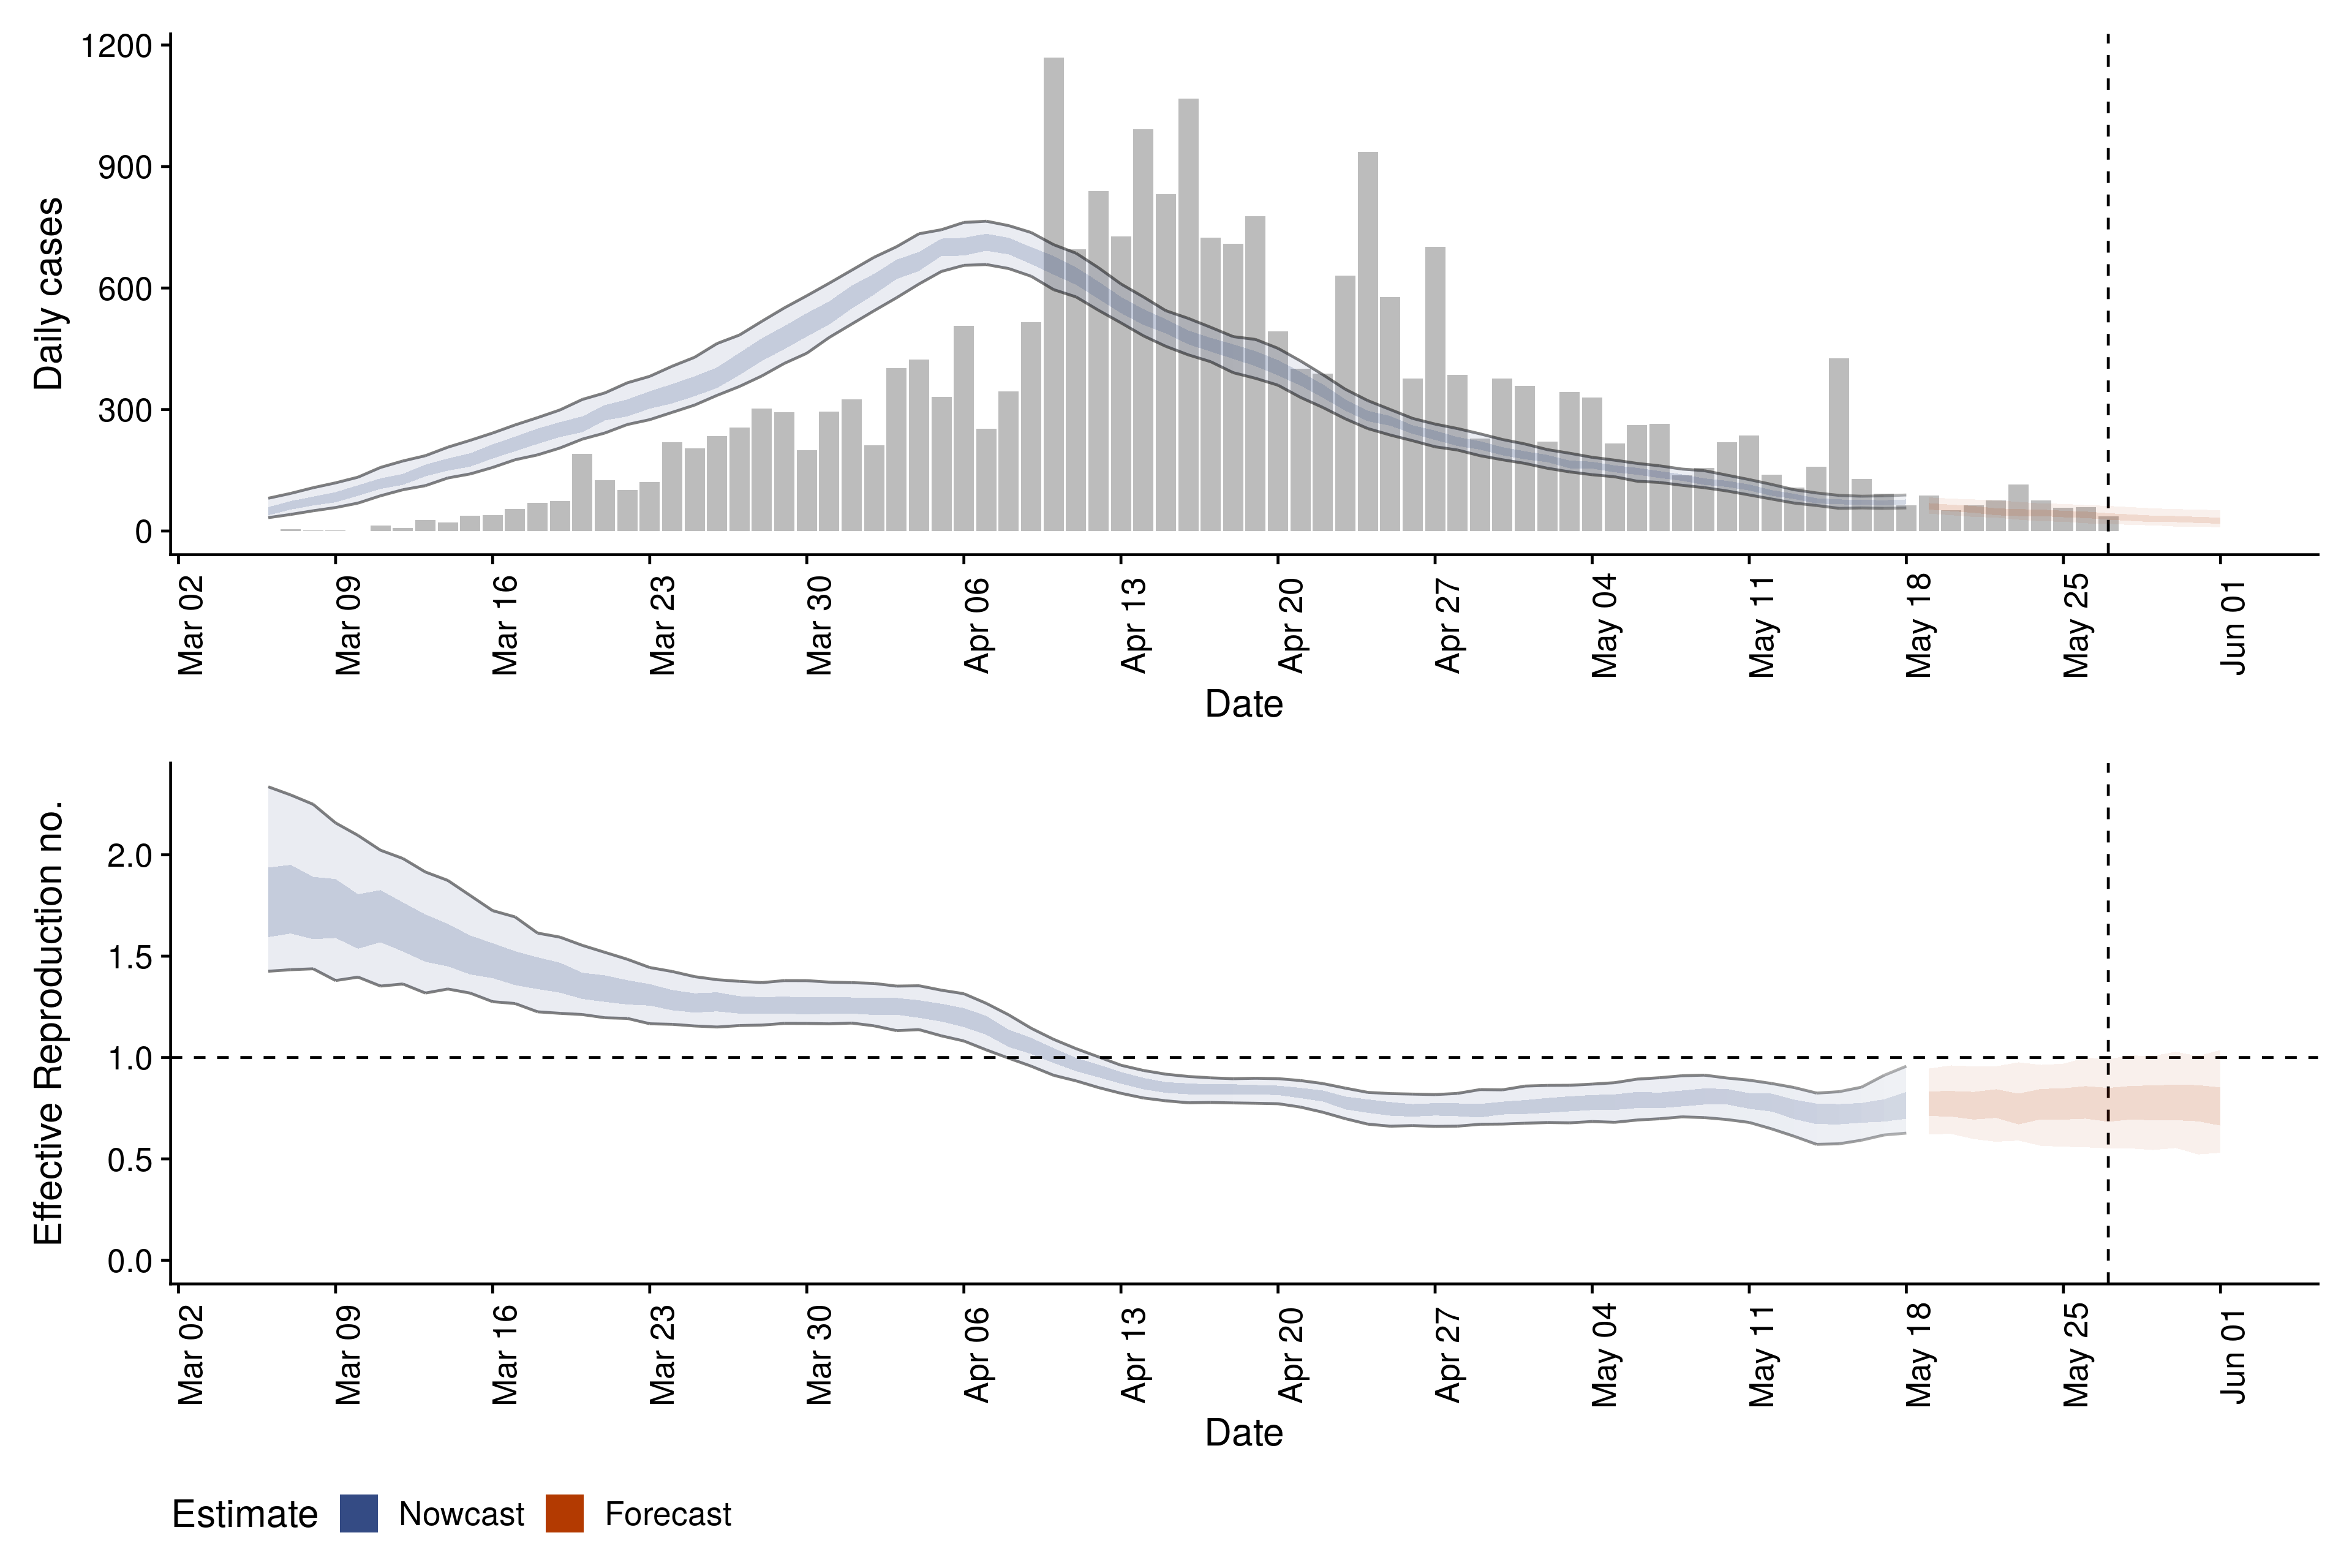 1200
900
600
300
0
Daily cases
Mar 02
Mar 09
Mar 16
Mar 23
Mar 30
Apr 06
Apr 13
Apr 20
Apr 27
May 04
May 11
May 18
May 25
Jun 01
Date
2.0
1.5
1.0
0.5
0.0
Effective Reproduction no.
Mar 02
Mar 09
Mar 16
Mar 23
Mar 30
Apr 06
Apr 13
Apr 20
Apr 27
May 04
May 11
May 18
May 25
Jun 01
Date
Estimate Nowcast Forecast